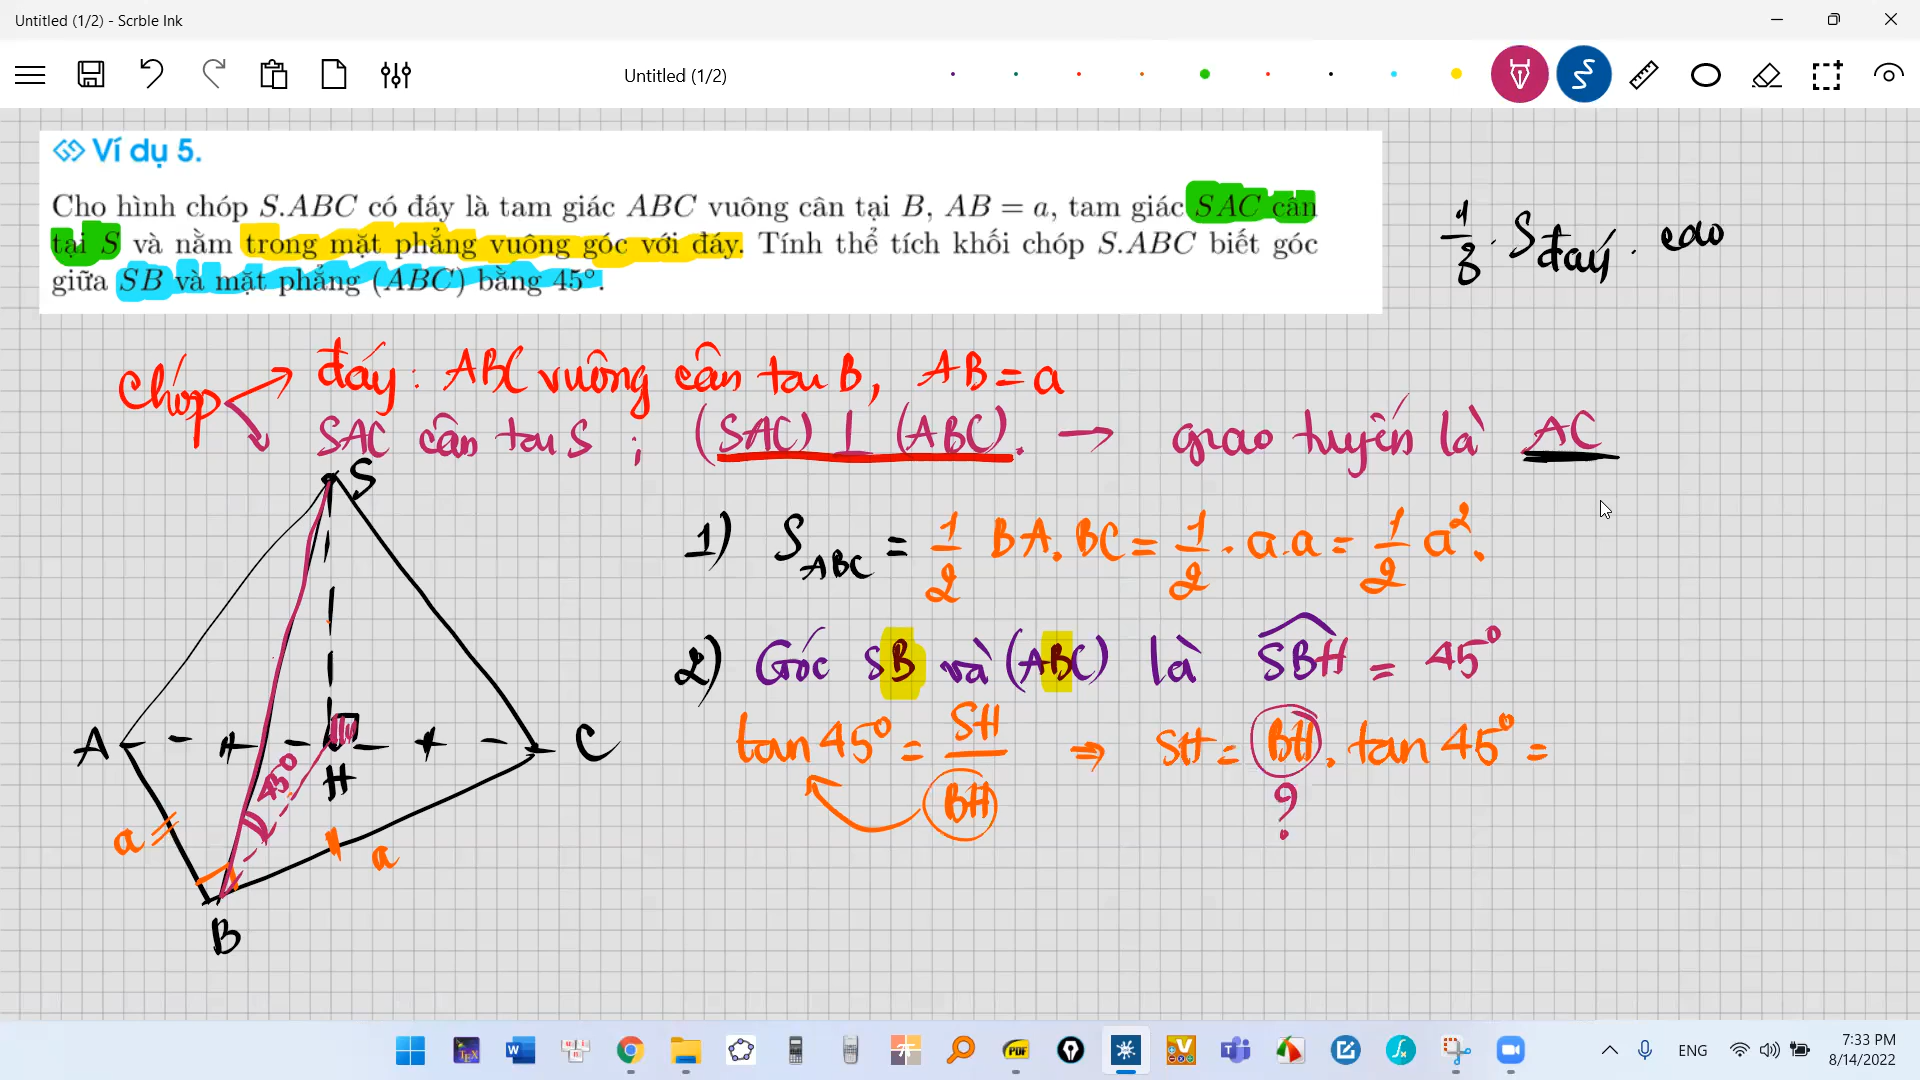 Untitled (1/2) - Scrble Ink
Untitled (1/2)
Ví dụ 5.
Cho hình chóp S.ABC có đáy là tam giác ABC vuông cân tại B, AB = a, tam giác SAC cân
tại S và nằm trong mặt phẳng vuông góc với đáy. Tính thể tích khối chóp S.ABC biết góc
giữa SB và mặt phẳng (ABC) bằng 45°.
1/3 . S đáy . cao
Chóp
đáy : ABC vuông cân tại B, AB = a
SAC cân tại S ; (SAC) ⊥ (ABC). → giao tuyến là AC
S
1) S_ABC = 1/2 BA.BC = 1/2 . a.a = 1/2 a².
2) Góc SB và (ABC) là SBH = 45°
tan 45° = SH/BH ⇒ SH = BH . tan 45° =
?
A
C
H
45°
a
a
B
ENG
7:33 PM
8/14/2022